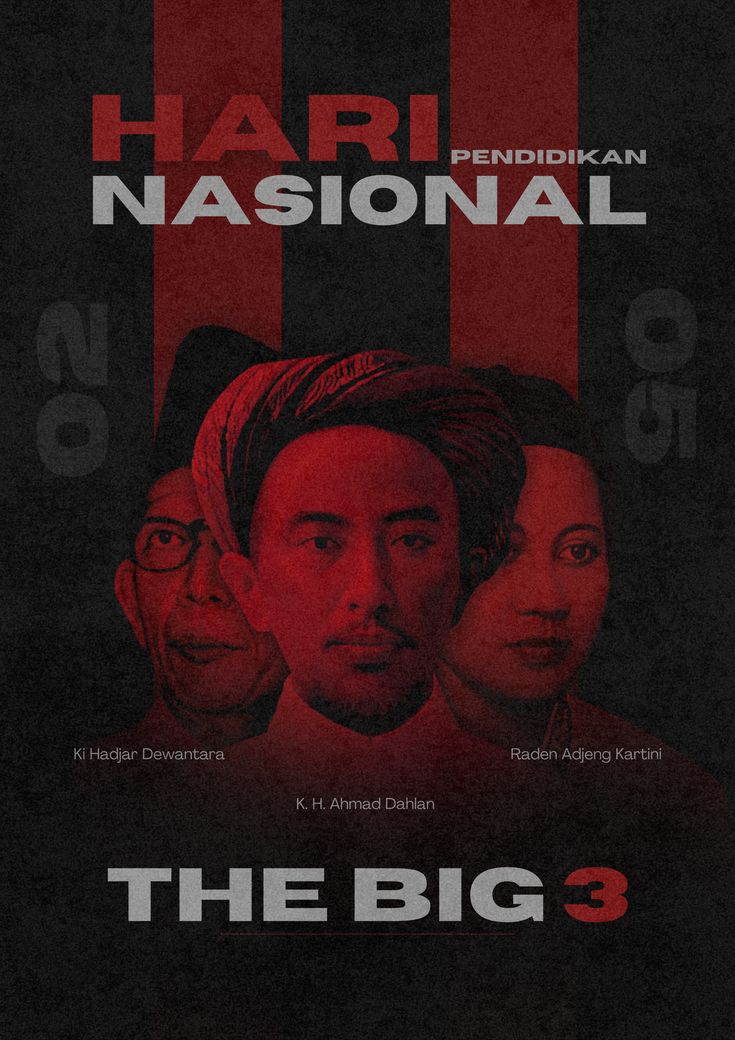 HARI
PENDIDIKAN
NASIONAL
02
05
Ki Hadjar Dewantara
Raden Adjeng Kartini
K. H. Ahmad Dahlan
THE BIG 3